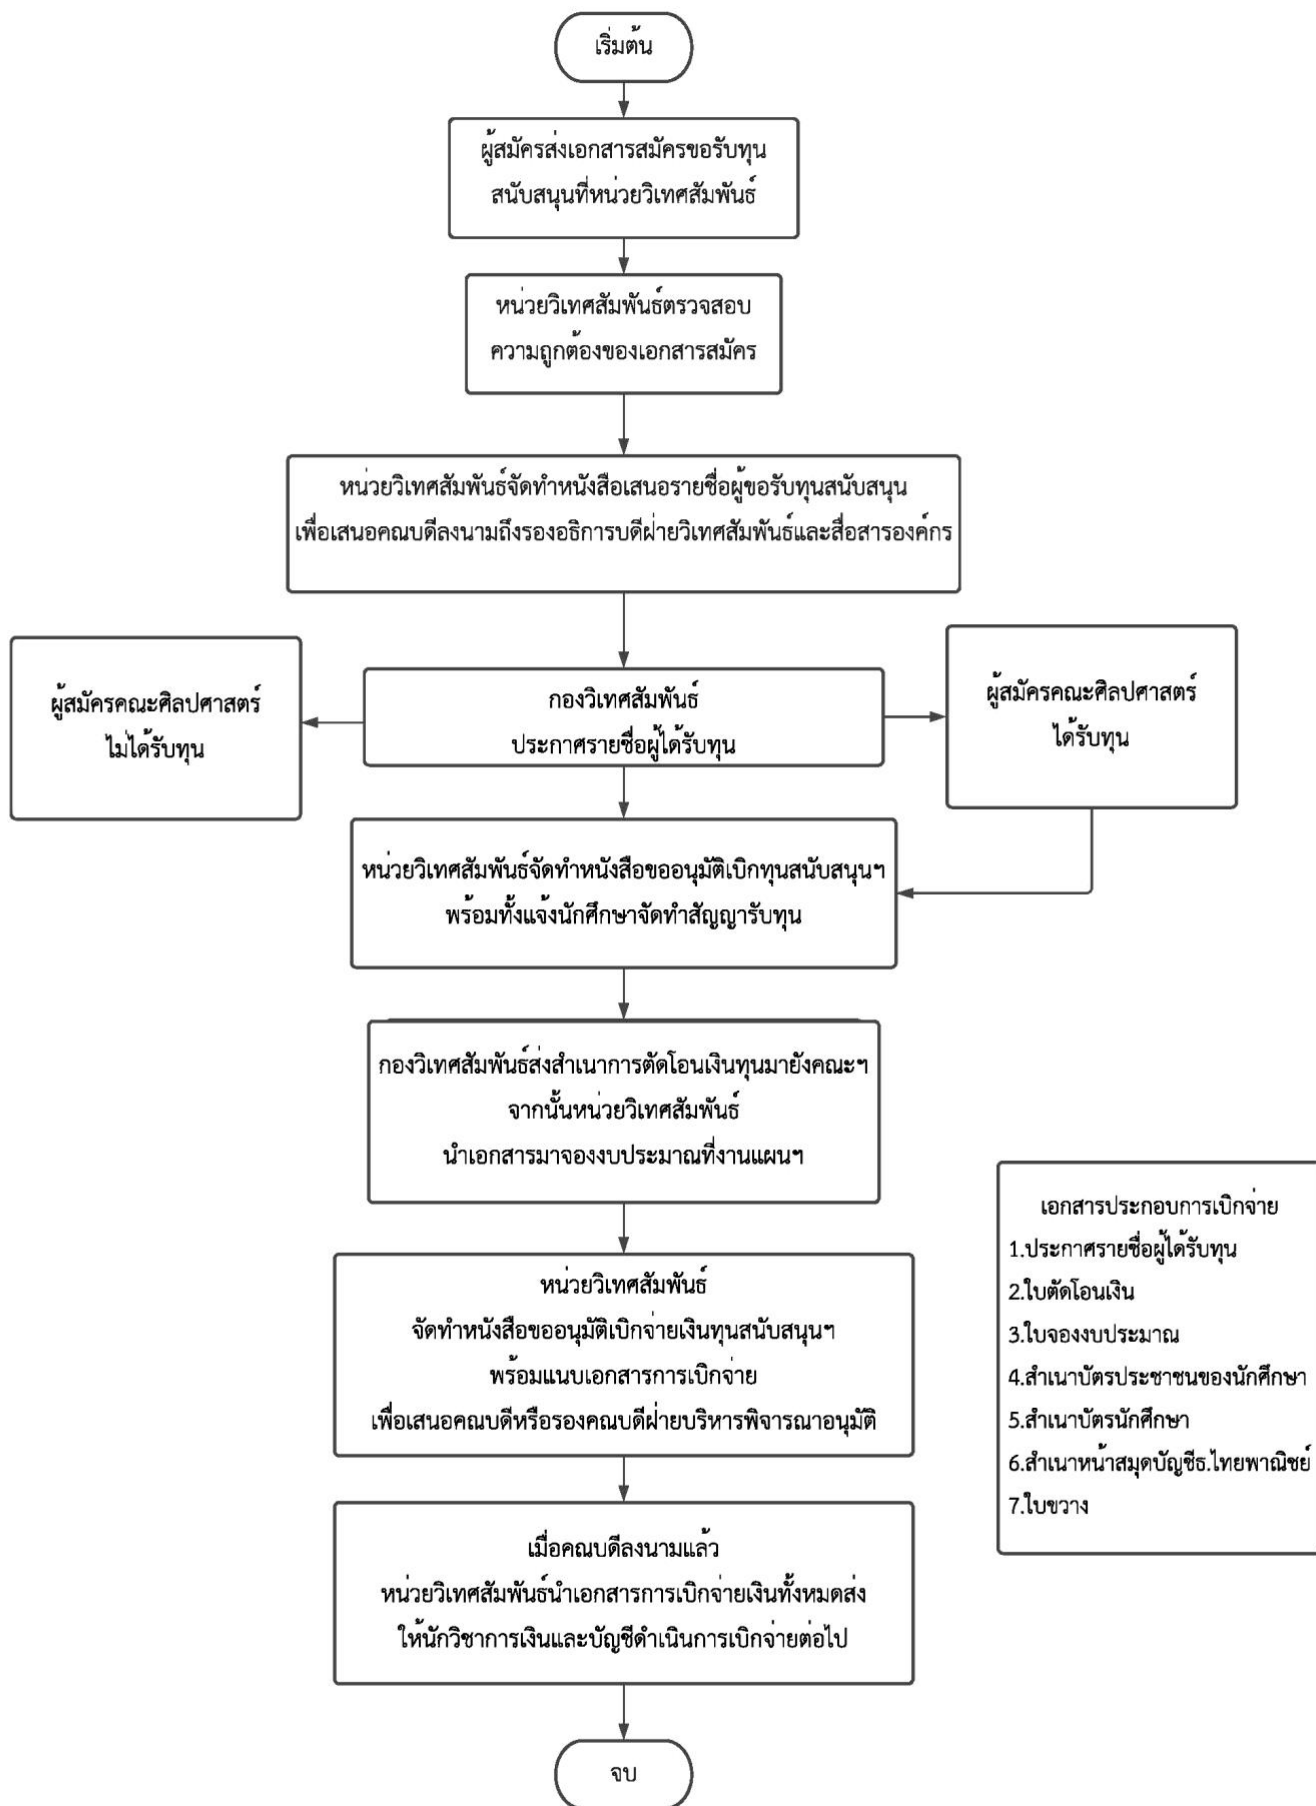 เริ่มต้น
ผู้สมัครส่งเอกสารสมัครขอรับทุน
สนับสนุนที่หน่วยวิเทศสัมพันธ์
หน่วยวิเทศสัมพันธ์ตรวจสอบ
ความถูกต้องของเอกสารสมัคร
หน่วยวิเทศสัมพันธ์จัดทำหนังสือเสนอรายชื่อผู้ขอรับทุนสนับสนุน
เพื่อเสนอคณบดีลงนามถึงรองอธิการบดีฝ่ายวิเทศสัมพันธ์และสื่อสารองค์กร
ผู้สมัครคณะศิลปศาสตร์
ไม่ได้รับทุน
กองวิเทศสัมพันธ์
ประกาศรายชื่อผู้ได้รับทุน
ผู้สมัครคณะศิลปศาสตร์
ได้รับทุน
หน่วยวิเทศสัมพันธ์จัดทำหนังสือขออนุมัติเบิกทุนสนับสนุนฯ
พร้อมทั้งแจ้งนักศึกษาจัดทำสัญญารับทุน
กองวิเทศสัมพันธ์ส่งสำเนาการตัดโอนเงินทุนมายังคณะฯ
จากนั้นหน่วยวิเทศสัมพันธ์
นำเอกสารมาจองงบประมาณที่งานแผนฯ
หน่วยวิเทศสัมพันธ์
จัดทำหนังสือขออนุมัติเบิกจ่ายเงินทุนสนับสนุนฯ
พร้อมแนบเอกสารการเบิกจ่าย
เพื่อเสนอคณบดีหรือรองคณบดีฝ่ายบริหารพิจารณาอนุมัติ
เอกสารประกอบการเบิกจ่าย
1.ประกาศรายชื่อผู้ได้รับทุน
2.ใบตัดโอนเงิน
3.ใบจองงบประมาณ
4.สำเนาบัตรประชาชนของนักศึกษา
5.สำเนาบัตรนักศึกษา
6.สำเนาหน้าสมุดบัญชีธ.ไทยพาณิชย์
7.ใบขวาง
เมื่อคณบดีลงนามแล้ว
หน่วยวิเทศสัมพันธ์นำเอกสารการเบิกจ่ายเงินทั้งหมดส่ง
ให้นักวิชาการเงินและบัญชีดำเนินการเบิกจ่ายต่อไป
จบ